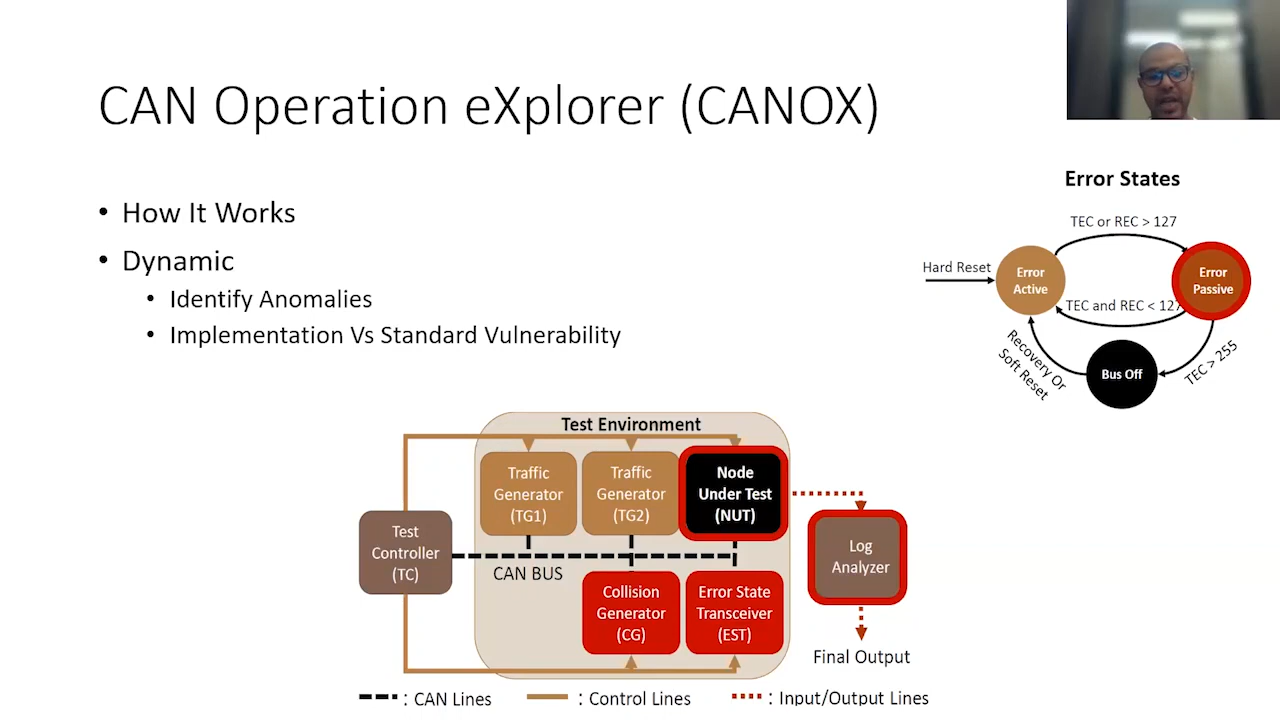 CAN Operation eXplorer (CANOX)
• How It Works
• Dynamic
• Identify Anomalies
• Implementation Vs Standard Vulnerability
Error States
TEC or REC > 127
Hard Reset
Error
Active
Error
Passive
TEC and REC < 127
Recovery Or
Soft Reset
Bus Off
TEC > 255
Test Environment
Traffic
Generator
(TG1)
Traffic
Generator
(TG2)
Node
Under Test
(NUT)
Test
Controller
(TC)
CAN BUS
Log
Analyzer
Collision
Generator
(CG)
Error State
Transceiver
(EST)
Final Output
: CAN Lines
: Control Lines
: Input/Output Lines